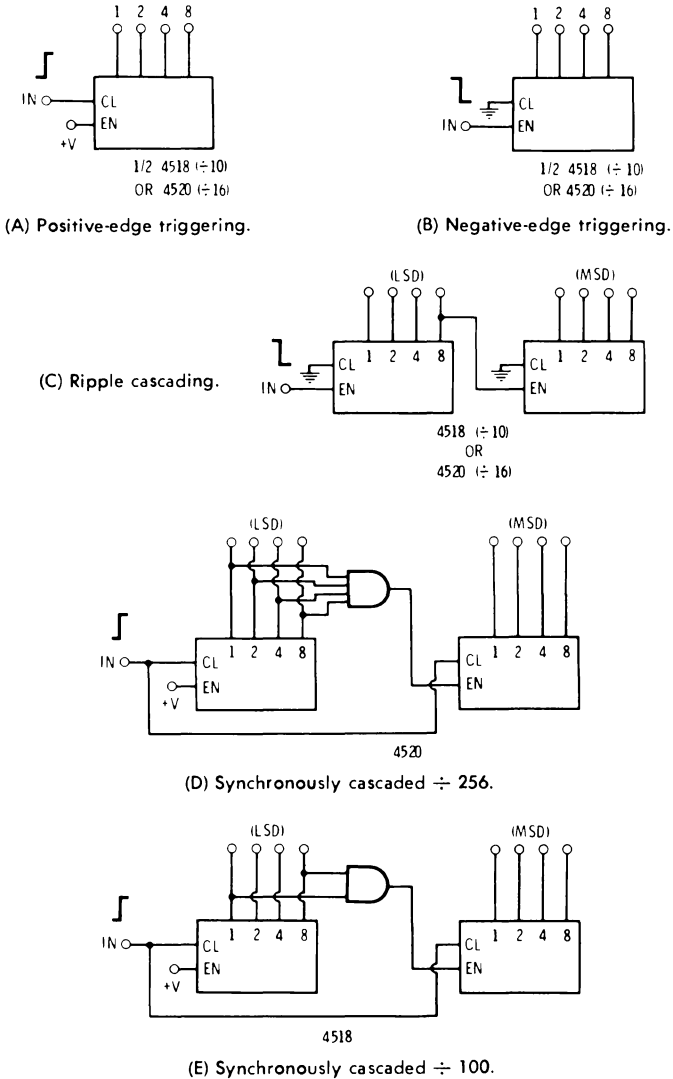 1 2 4 8
IN CL
EN
+V
1/2 4518 (÷10)
OR 4520 (÷16)
(A) Positive-edge triggering.
1 2 4 8
CL
IN EN
1/2 4518 (÷10)
OR 4520 (÷16)
(B) Negative-edge triggering.
(LSD) (MSD)
1 2 4 8 1 2 4 8
CL CL
IN EN EN
(C) Ripple cascading.
4518 (÷10)
OR
4520 (÷16)
(LSD) (MSD)
1 2 4 8 1 2 4 8
IN CL CL
EN EN
+V
4520
(D) Synchronously cascaded ÷ 256.
(LSD) (MSD)
1 2 4 8 1 2 4 8
IN CL CL
EN EN
+V
4518
(E) Synchronously cascaded ÷ 100.